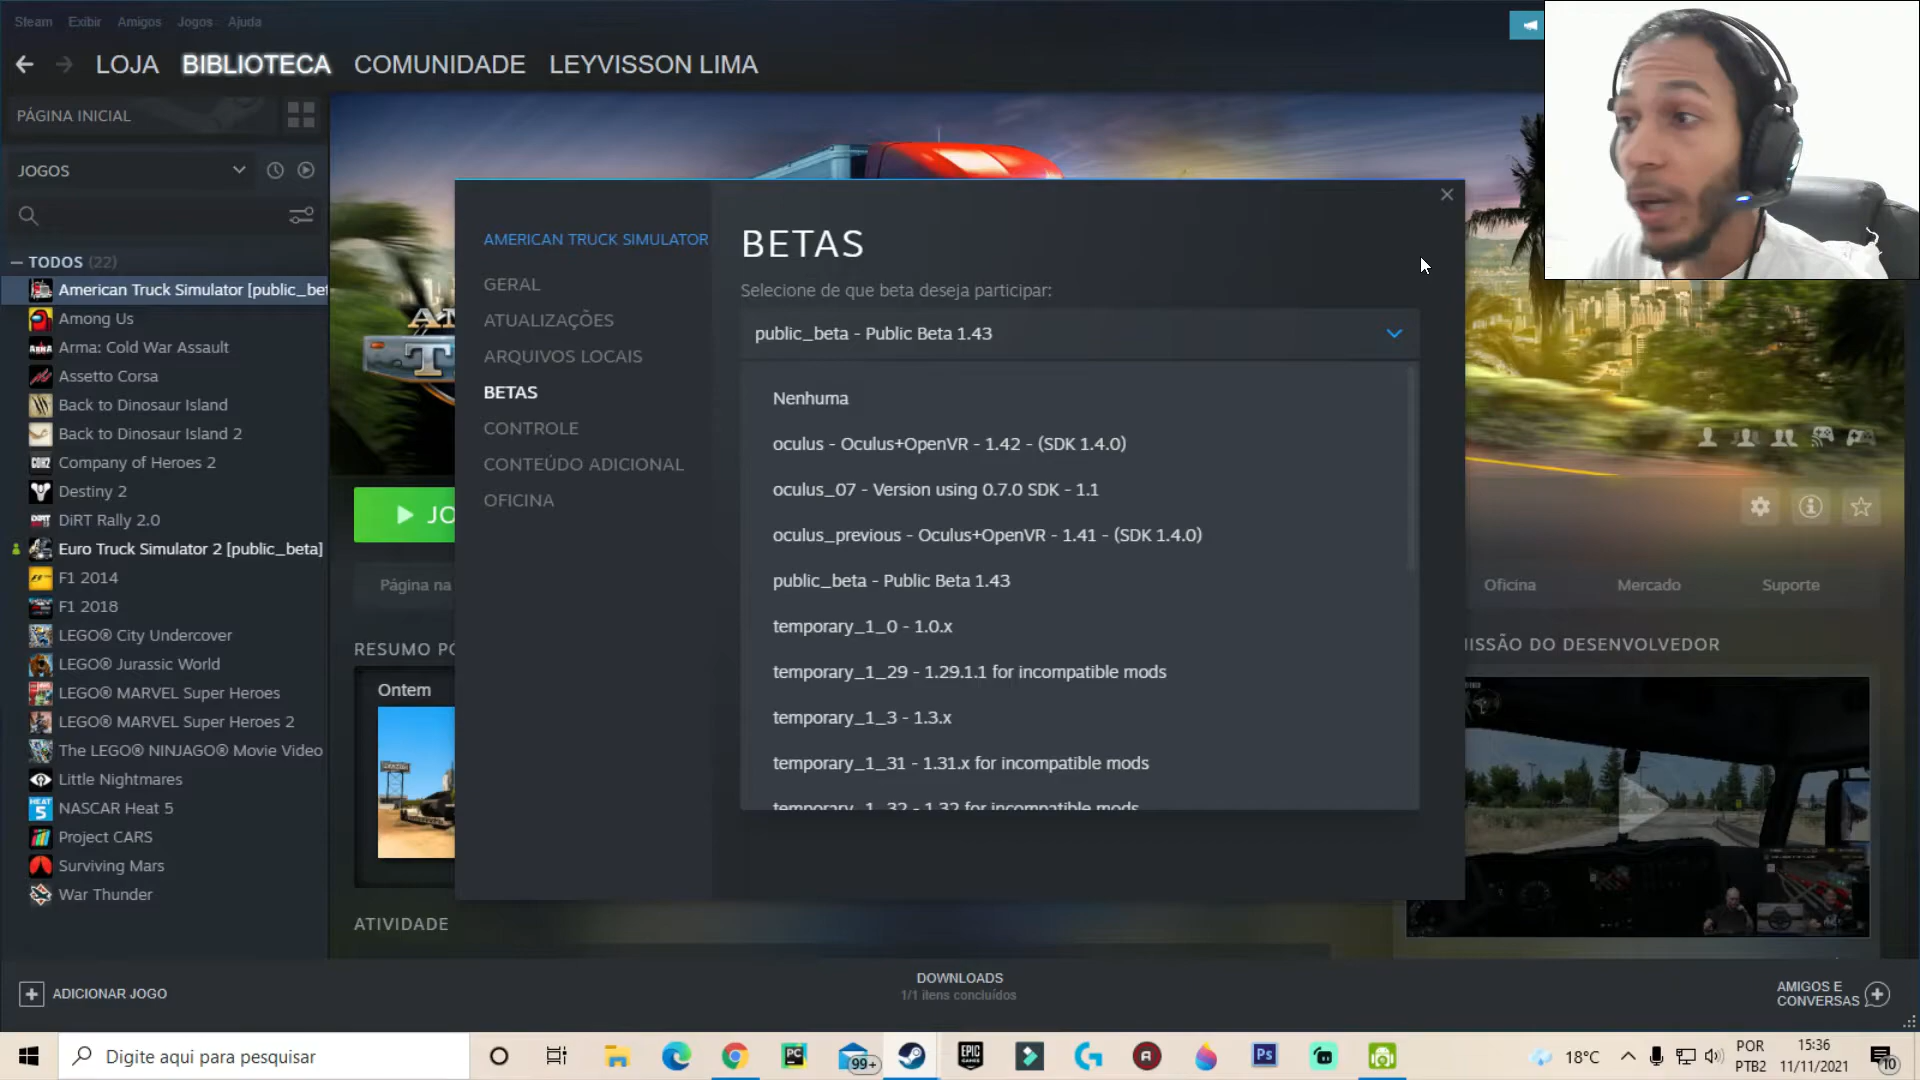 Steam Exibir Amigos Jogos Ajuda
LOJA BIBLIOTECA COMUNIDADE LEYVISSON LIMA
PÁGINA INICIAL
JOGOS
TODOS (22)
American Truck Simulator [public_bet
Among Us
Arma: Cold War Assault
Assetto Corsa
Back to Dinosaur Island
Back to Dinosaur Island 2
Company of Heroes 2
Destiny 2
DiRT Rally 2.0
Euro Truck Simulator 2 [public_beta]
F1 2014
F1 2018
LEGO® City Undercover
LEGO® Jurassic World
LEGO® MARVEL Super Heroes
LEGO® MARVEL Super Heroes 2
The LEGO® NINJAGO® Movie Video
Little Nightmares
NASCAR Heat 5
Project CARS
Surviving Mars
War Thunder
JO
Página na
RESUMO PO
Ontem
ATIVIDADE
AMERICAN TRUCK SIMULATOR
GERAL
ATUALIZAÇÕES
ARQUIVOS LOCAIS
BETAS
CONTROLE
CONTEÚDO ADICIONAL
OFICINA
BETAS
Selecione de que beta deseja participar:
public_beta - Public Beta 1.43
Nenhuma
oculus - Oculus+OpenVR - 1.42 - (SDK 1.4.0)
oculus_07 - Version using 0.7.0 SDK - 1.1
oculus_previous - Oculus+OpenVR - 1.41 - (SDK 1.4.0)
public_beta - Public Beta 1.43
temporary_1_0 - 1.0.x
temporary_1_29 - 1.29.1.1 for incompatible mods
temporary_1_3 - 1.3.x
temporary_1_31 - 1.31.x for incompatible mods
temporary_1_32 - 1.32 for incompatible mods
Oficina Mercado Suporte
ISSÃO DO DESENVOLVEDOR
ADICIONAR JOGO
DOWNLOADS
1/1 itens concluídos
AMIGOS E
CONVERSAS
Digite aqui para pesquisar
99+
18°C
POR
PTB2
15:36
11/11/2021
10